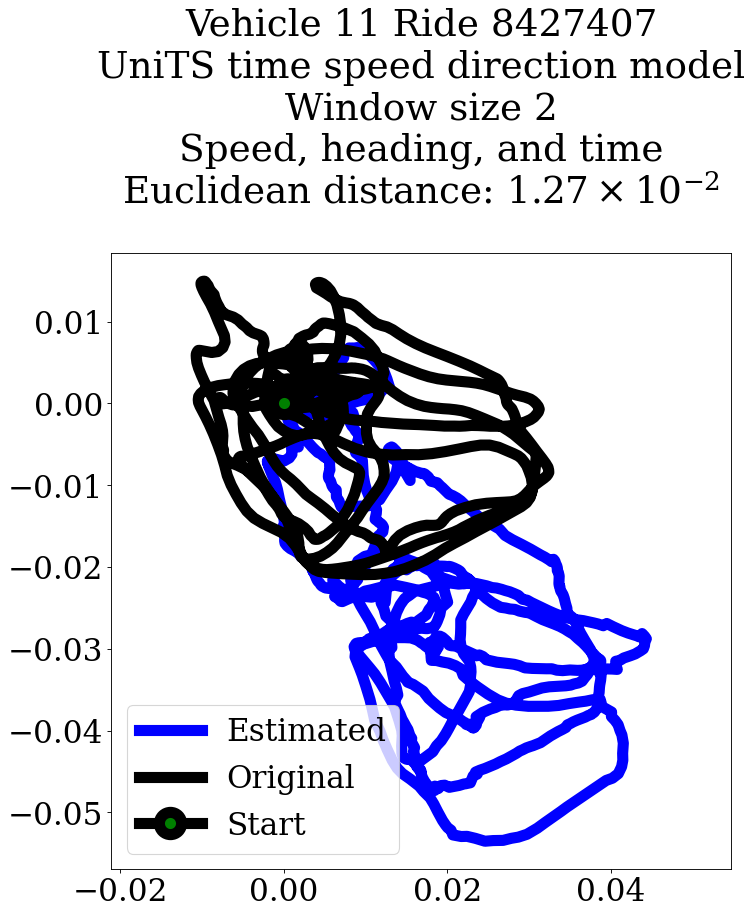 Vehicle 11 Ride 8427407
UniTS time speed direction model
Window size 2
Speed, heading, and time
Euclidean distance: 1.27 × 10⁻²
0.01
0.00
−0.01
−0.02
−0.03
−0.04
−0.05
Estimated
Original
Start
−0.02 0.00 0.02 0.04